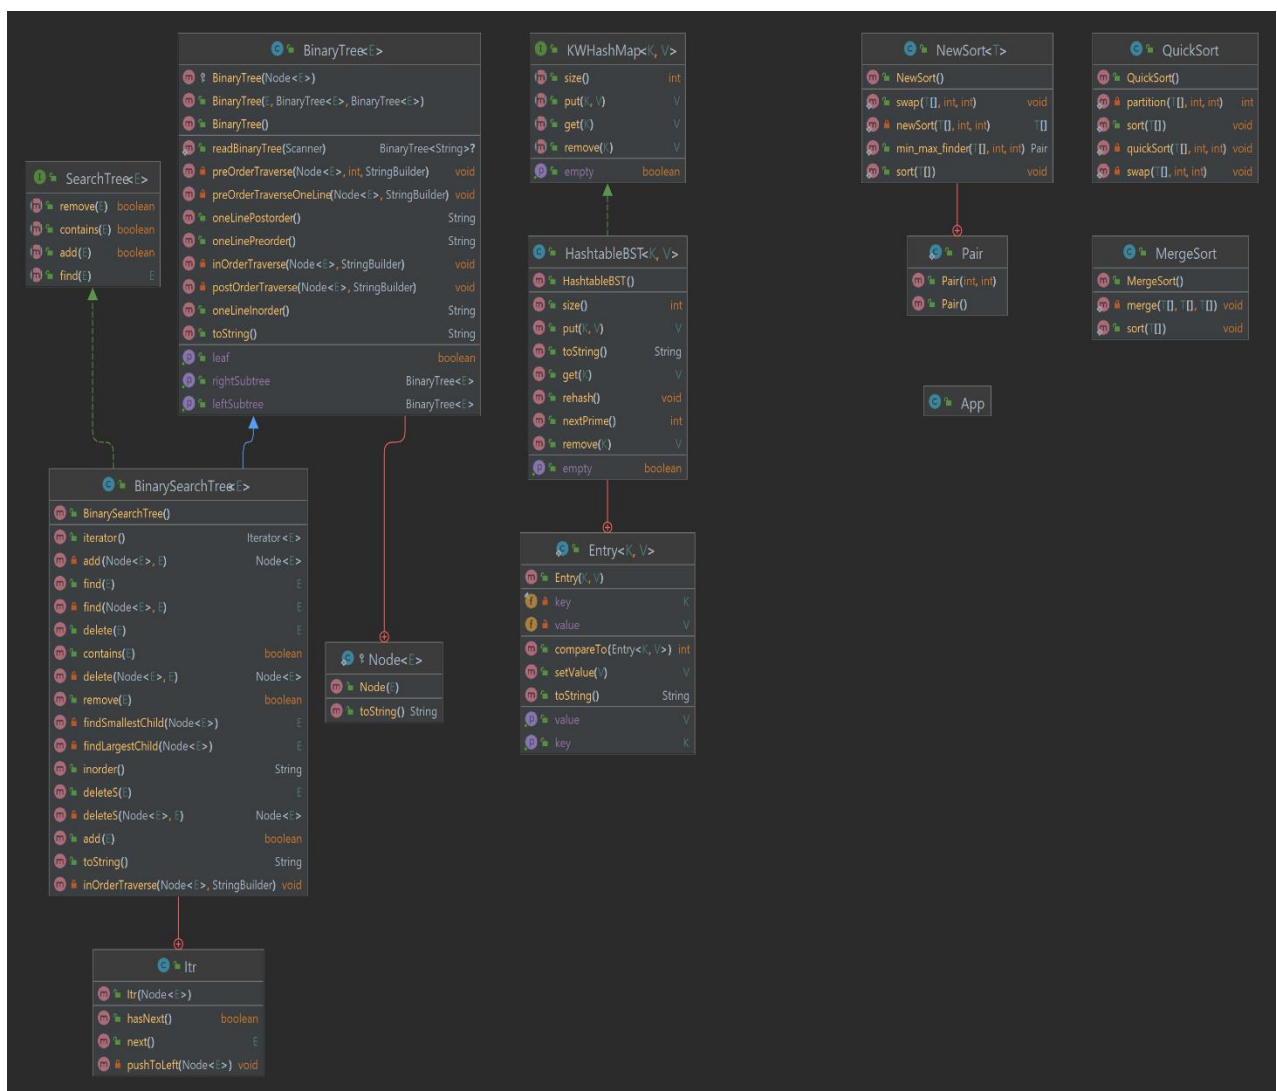 SearchTree<E>
remove(E) boolean
contains(E) boolean
add(E) boolean
find(E) E
BinaryTree<E>
BinaryTree(Node<E>)
BinaryTree(E, BinaryTree<E>, BinaryTree<E>)
BinaryTree()
readBinaryTree(Scanner) BinaryTree<String>?
preOrderTraverse(Node<E>, int, StringBuilder) void
preOrderTraverseOneLine(Node<E>, StringBuilder) void
oneLinePostorder() String
oneLinePreorder() String
inOrderTraverse(Node<E>, StringBuilder) void
postOrderTraverse(Node<E>, StringBuilder) void
oneLineInorder() String
toString() String
leaf boolean
rightSubtree BinaryTree<E>
leftSubtree BinaryTree<E>
BinarySearchTree<E>
BinarySearchTree()
iterator() Iterator<E>
add(Node<E>, E) Node<E>
find(E) E
find(Node<E>, E) E
delete(E) E
contains(E) boolean
delete(Node<E>, E) Node<E>
remove(E) boolean
findSmallestChild(Node<E>) E
findLargestChild(Node<E>) E
inorder() String
deleteS(E) E
deleteS(Node<E>, E) Node<E>
add(E) boolean
toString() String
inOrderTraverse(Node<E>, StringBuilder) void
Itr
Itr(Node<E>)
hasNext() boolean
next() E
pushToLeft(Node<E>) void
Node<E>
Node(E)
toString() String
KWHashMap<K, V>
size() int
put(K, V) V
get(K) V
remove(K) V
empty boolean
HashtableBST<K, V>
HashtableBST()
size() int
put(K, V) V
toString() String
get(K) V
rehash() void
nextPrime() int
remove(K) V
empty boolean
Entry<K, V>
Entry(K, V)
key K
value V
compareTo(Entry<K, V>) int
setValue(V) V
toString() String
value V
key K
NewSort<T>
NewSort()
swap(T[], int, int) void
newSort(T[], int, int) T[]
min_max_finder(T[], int, int) Pair
sort(T[]) void
Pair
Pair(int, int)
Pair()
App
QuickSort
QuickSort()
partition(T[], int, int) int
sort(T[]) void
quickSort(T[], int, int) void
swap(T[], int, int) void
MergeSort
MergeSort()
merge(T[], T[], T[]) void
sort(T[]) void